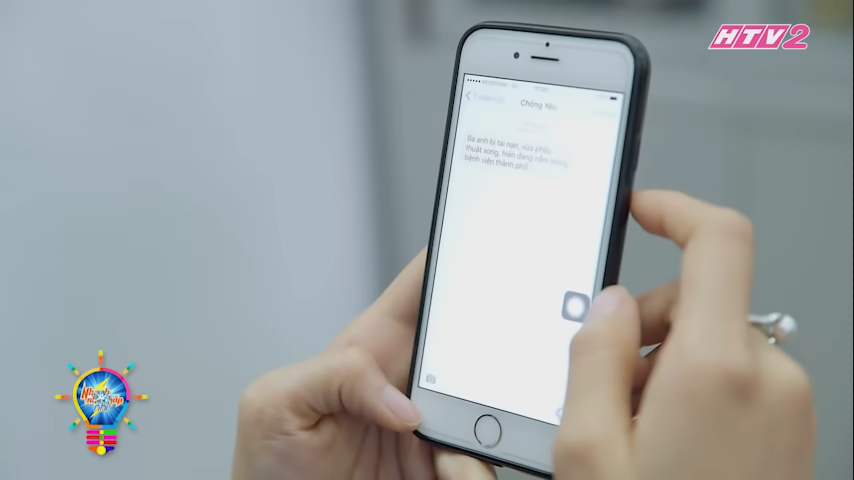 HTV2
Chồng Yêu
Ba anh bị tai nạn, vừa phẫu
thuật xong, hiện đang nằm trong
bệnh viện thành phố
Nhanh